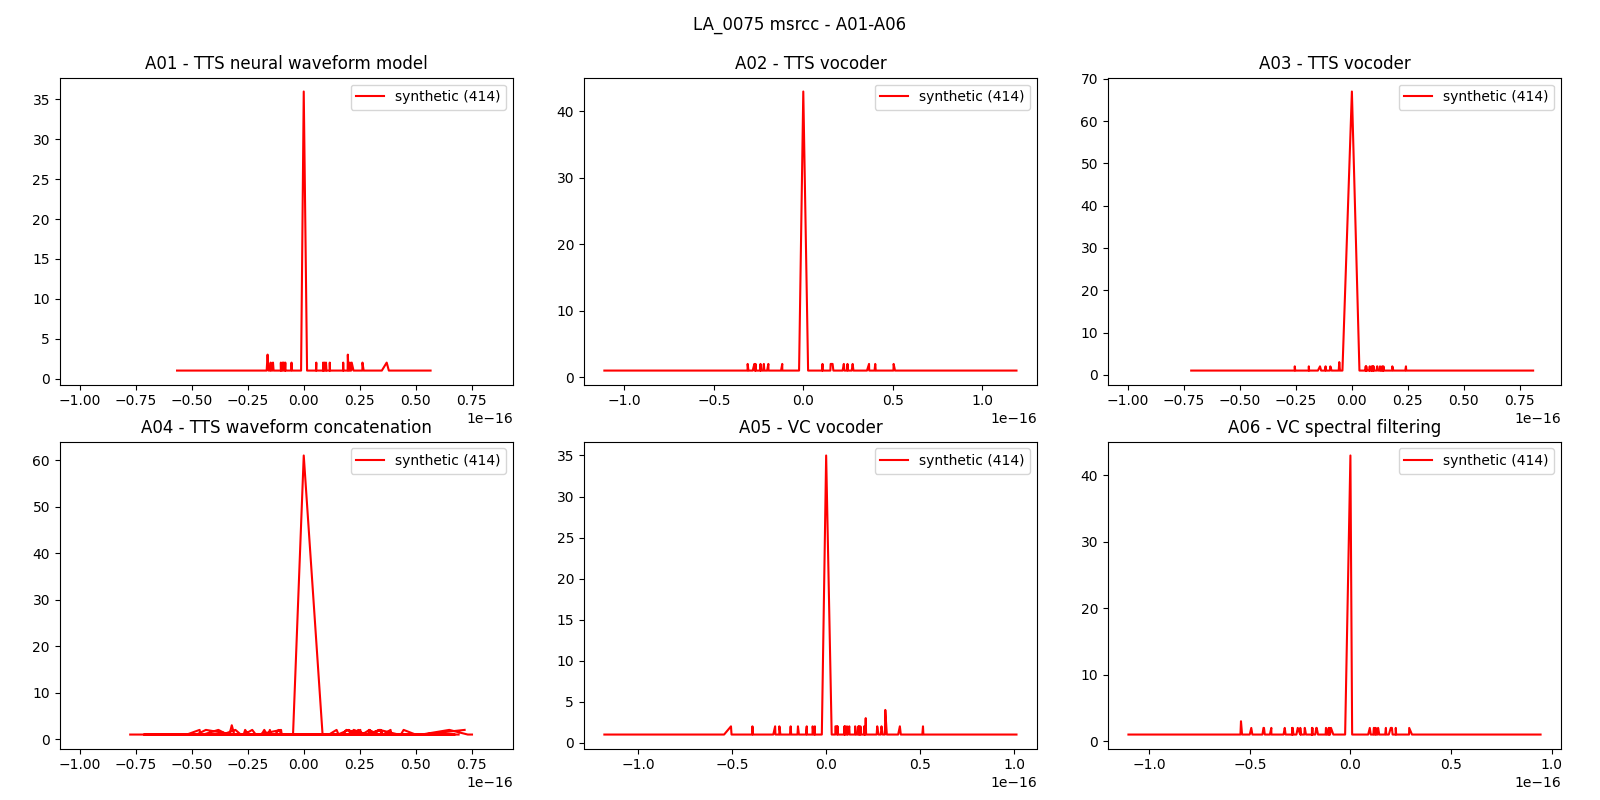 LA_0075 msrcc - A01-A06
A01 - TTS neural waveform model
synthetic (414)
35
30
25
20
15
10
5
0
−1.00 −0.75 −0.50 −0.25 0.00 0.25 0.50 0.75
1e−16
A02 - TTS vocoder
synthetic (414)
40
30
20
10
0
−1.0 −0.5 0.0 0.5 1.0
1e−16
A03 - TTS vocoder
synthetic (414)
70
60
50
40
30
20
10
0
−1.00 −0.75 −0.50 −0.25 0.00 0.25 0.50 0.75
1e−16
A04 - TTS waveform concatenation
synthetic (414)
60
50
40
30
20
10
0
−1.00 −0.75 −0.50 −0.25 0.00 0.25 0.50 0.75
1e−16
A05 - VC vocoder
synthetic (414)
35
30
25
20
15
10
5
0
−1.0 −0.5 0.0 0.5 1.0
1e−16
A06 - VC spectral filtering
synthetic (414)
40
30
20
10
0
−1.0 −0.5 0.0 0.5 1.0
1e−16